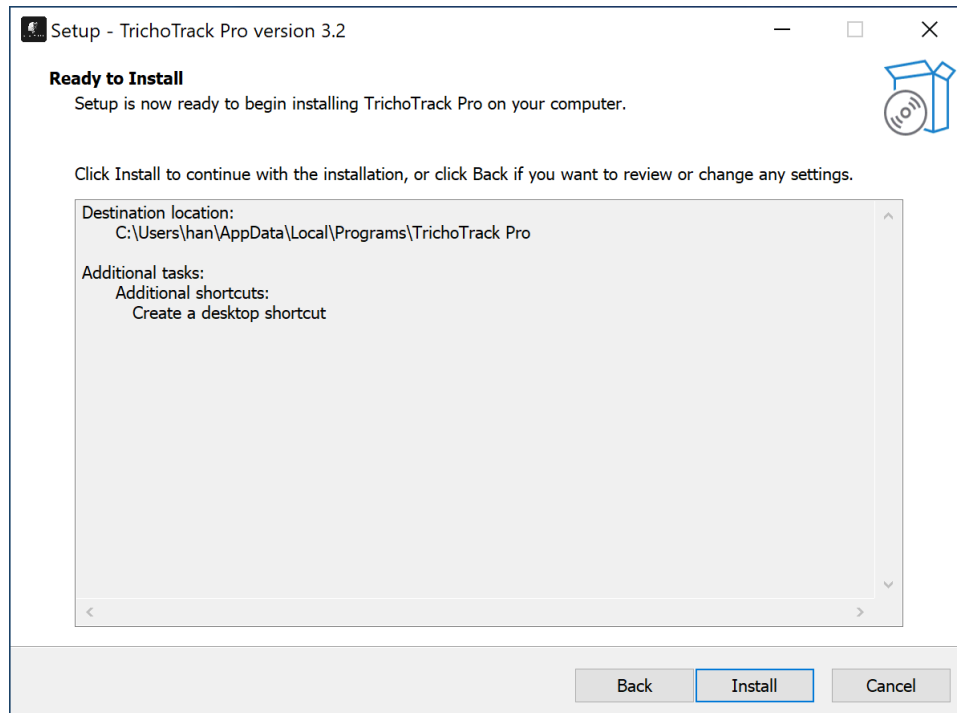 Setup - TrichoTrack Pro version 3.2
Ready to Install
Setup is now ready to begin installing TrichoTrack Pro on your computer.
Click Install to continue with the installation, or click Back if you want to review or change any settings.
Destination location:
C:\Users\han\AppData\Local\Programs\TrichoTrack Pro
Additional tasks:
Additional shortcuts:
Create a desktop shortcut
Back
Install
Cancel